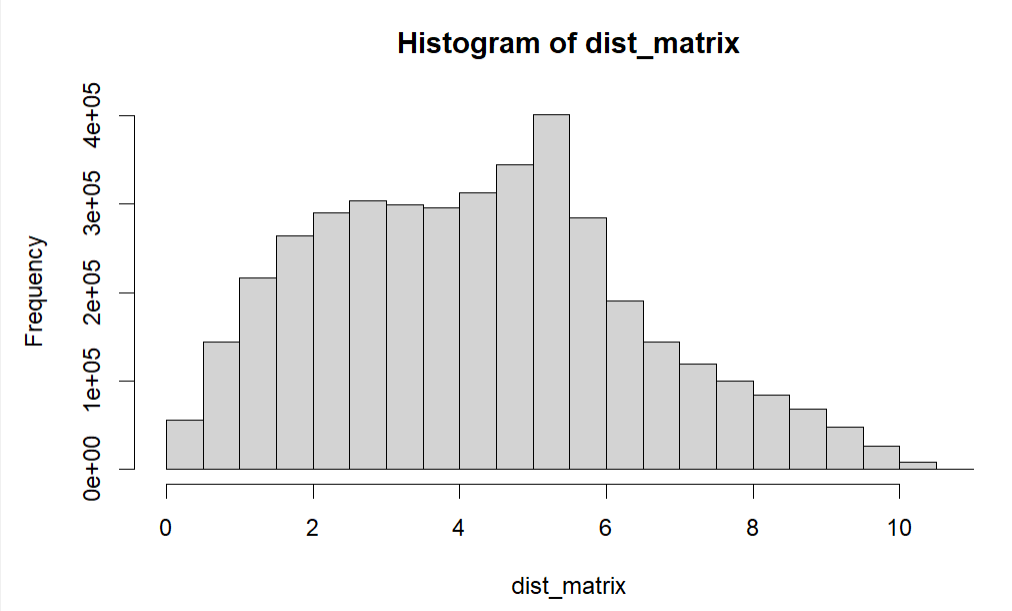 Histogram of dist_matrix
Frequency
4e+05
3e+05
2e+05
1e+05
0e+00
0 2 4 6 8 10
dist_matrix